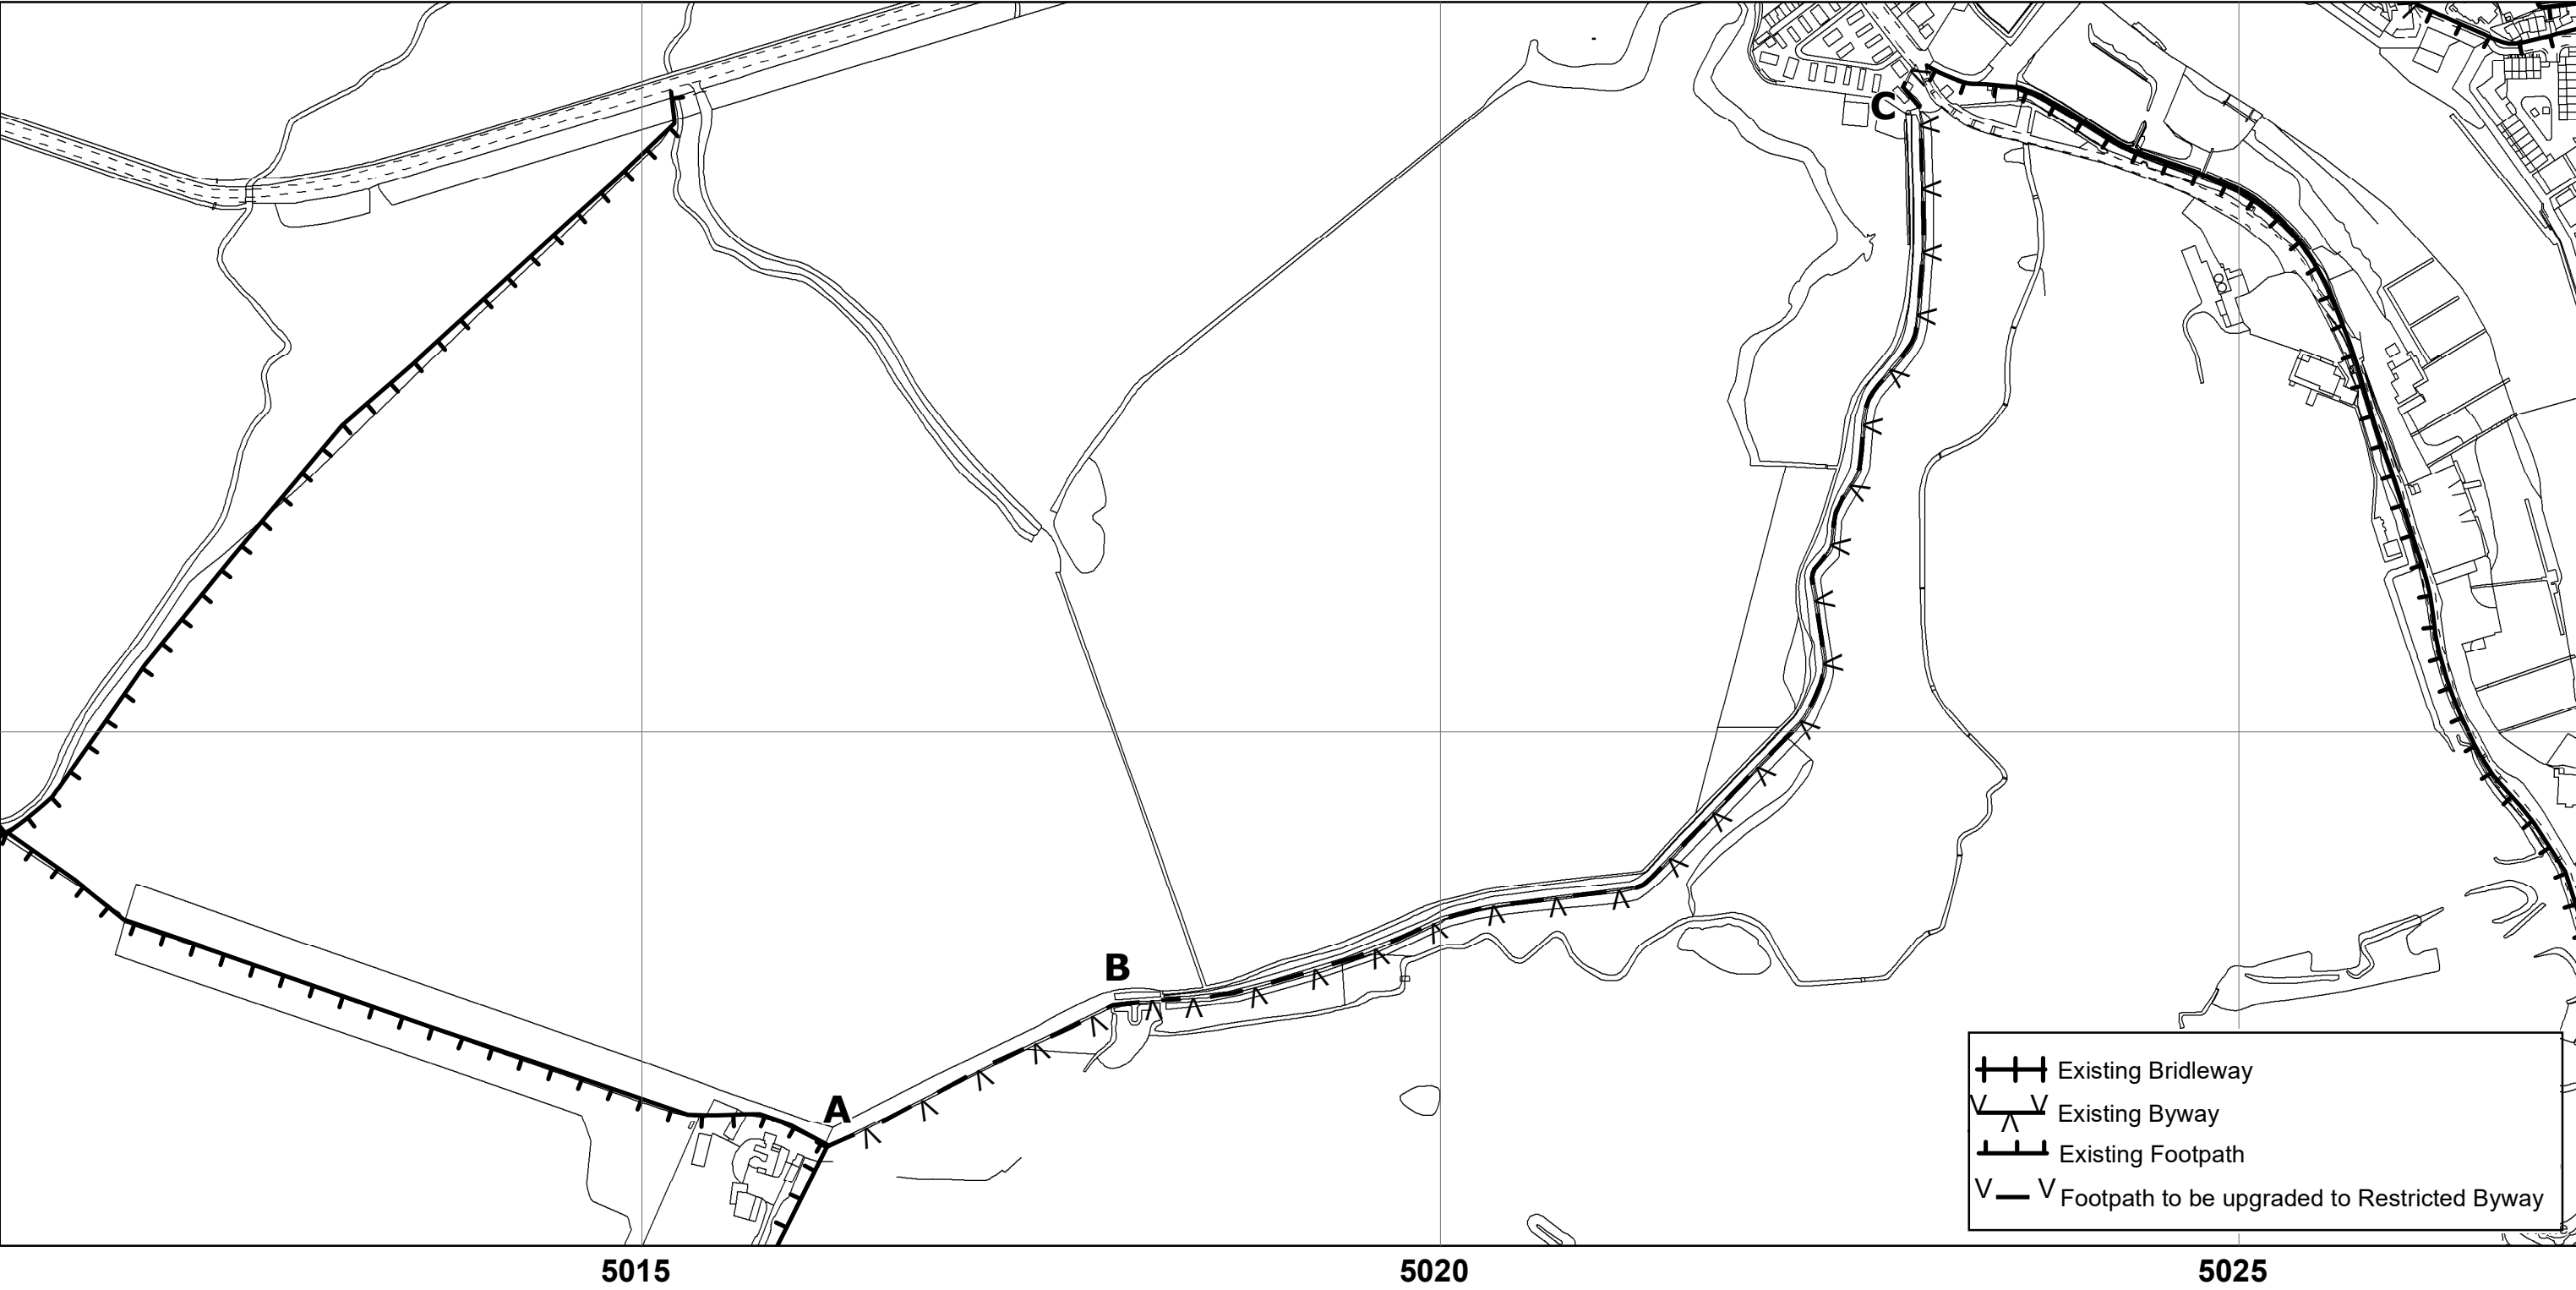 C
B
A
Existing Bridleway
Existing Byway
Existing Footpath
Footpath to be upgraded to Restricted Byway
5015 5020 5025